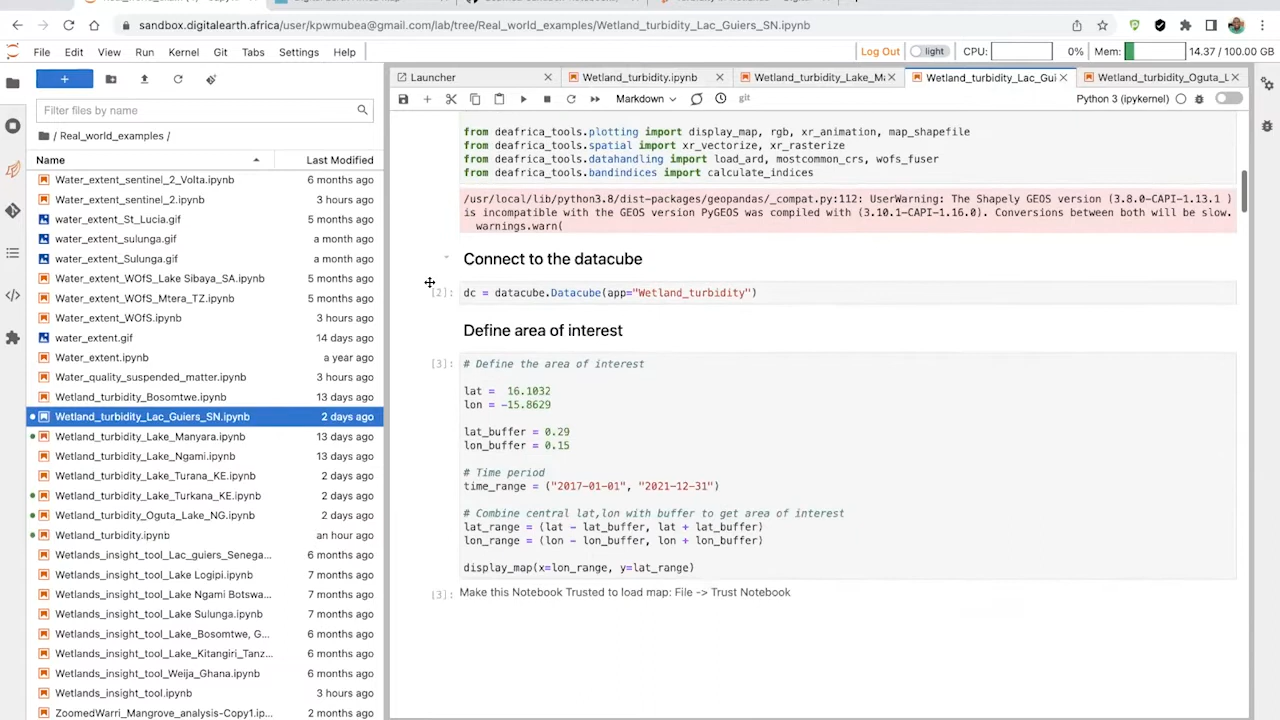 sandbox.digitalearth.africa/user/kpwmubea@gmail.com/lab/tree/Real_world_examples/Wetland_turbidity_Lac_Guiers_SN.ipynb
File Edit View Run Kernel Git Tabs Settings Help
Log Out light CPU: 0% Mem: 14.37 / 100.00 GB
Filter files by name
/ Real_world_examples /
Name Last Modified
Water_extent_sentinel_2_Volta.ipynb 6 months ago
Water_extent_sentinel_2.ipynb 3 hours ago
water_extent_St_Lucia.gif 5 months ago
water_extent_sulunga.gif a month ago
water_extent_Sulunga.gif a month ago
Water_extent_WOfS_Lake Sibaya_SA.ipynb 5 months ago
Water_extent_WOfS_Mtera_TZ.ipynb 5 months ago
Water_extent_WOfS.ipynb 3 hours ago
water_extent.gif 14 days ago
Water_extent.ipynb a year ago
Water_quality_suspended_matter.ipynb 3 hours ago
Wetland_turbidity_Bosomtwe.ipynb 13 days ago
Wetland_turbidity_Lac_Guiers_SN.ipynb 2 days ago
Wetland_turbidity_Lake_Manyara.ipynb 13 days ago
Wetland_turbidity_Lake_Ngami.ipynb 13 days ago
Wetland_turbidity_Lake_Turana_KE.ipynb 2 days ago
Wetland_turbidity_Lake_Turkana_KE.ipynb 2 days ago
Wetland_turbidity_Oguta_Lake_NG.ipynb 2 days ago
Wetland_turbidity.ipynb an hour ago
Wetlands_insight_tool_Lac_guiers_Senega... 6 months ago
Wetlands_insight_tool_Lake Logipi.ipynb 7 months ago
Wetlands_insight_tool_Lake Ngami Botswa... 7 months ago
Wetlands_insight_tool_Lake Sulunga.ipynb 7 months ago
Wetlands_insight_tool_Lake_Bosomtwe, G... 6 months ago
Wetlands_insight_tool_Lake_Kitangiri_Tanz... 6 months ago
Wetlands_insight_tool_Weija_Ghana.ipynb 6 months ago
Wetlands_insight_tool.ipynb 3 hours ago
ZoomedWarri_Mangrove_analysis-Copy1.ip... 2 months ago
Launcher Wetland_turbidity.ipynb Wetland_turbidity_Lake_Ma Wetland_turbidity_Lac_Gui Wetland_turbidity_Oguta_L
Markdown git Python 3 (ipykernel)
from deafrica_tools.plotting import display_map, rgb, xr_animation, map_shapefile
from deafrica_tools.spatial import xr_vectorize, xr_rasterize
from deafrica_tools.datahandling import load_ard, mostcommon_crs, wofs_fuser
from deafrica_tools.bandindices import calculate_indices
/usr/local/lib/python3.8/dist-packages/geopandas/_compat.py:112: UserWarning: The Shapely GEOS version (3.8.0-CAPI-1.13.1 )
is incompatible with the GEOS version PyGEOS was compiled with (3.10.1-CAPI-1.16.0). Conversions between both will be slow.
warnings.warn(
Connect to the datacube
[2]: dc = datacube.Datacube(app="Wetland_turbidity")
Define area of interest
[3]: # Define the area of interest
lat = 16.1032
lon = -15.8629
lat_buffer = 0.29
lon_buffer = 0.15
# Time period
time_range = ("2017-01-01", "2021-12-31")
# Combine central lat,lon with buffer to get area of interest
lat_range = (lat - lat_buffer, lat + lat_buffer)
lon_range = (lon - lon_buffer, lon + lon_buffer)
display_map(x=lon_range, y=lat_range)
[3]: Make this Notebook Trusted to load map: File -> Trust Notebook